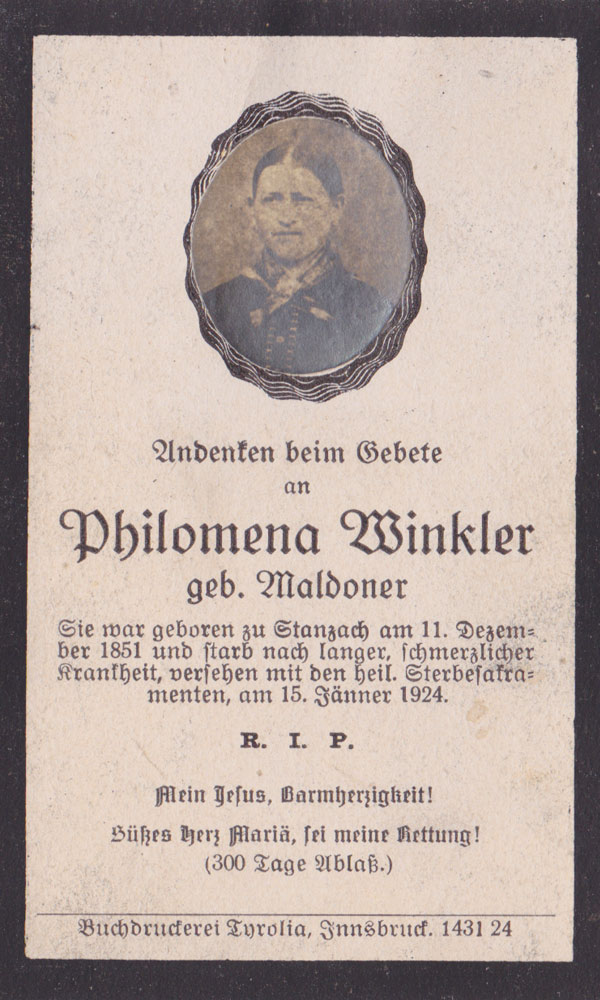 Andenken beim Gebete
an
Philomena Winkler
geb. Maldoner
Sie war geboren zu Stanzach am 11. Dezem=
ber 1851 und starb nach langer, schmerzlicher
Krankheit, versehen mit den heil. Sterbesakra=
menten, am 15. Jänner 1924.
R. I. P.
Mein Jesus, Barmherzigkeit!
Süßes Herz Mariä, sei meine Rettung!
(300 Tage Ablaß.)
Buchdruckerei Tyrolia, Innsbruck. 1431 24